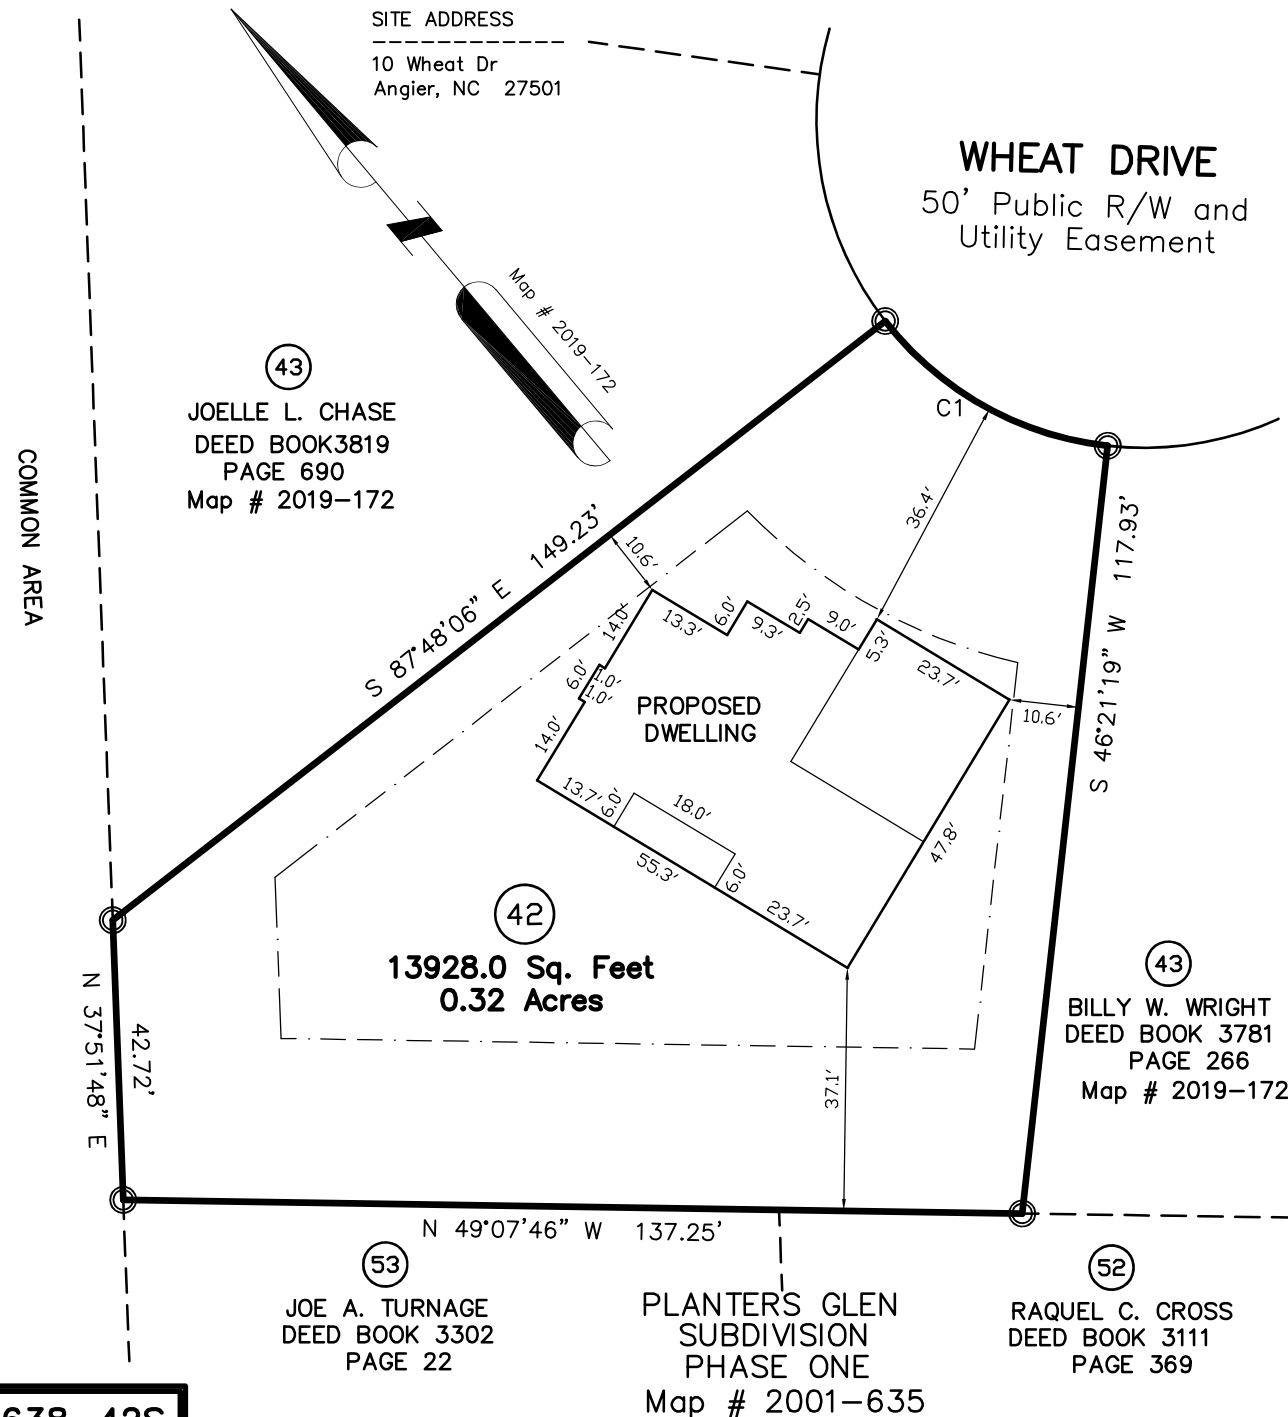 SITE ADDRESS
10 Wheat Dr
Angier, NC 27501
WHEAT DRIVE
50' Public R/W and
Utility Easement
Map # 2019-172
43
JOELLE L. CHASE
DEED BOOK3819
PAGE 690
Map # 2019-172
COMMON AREA
C1
36.4'
S 87°48'06" E 149.23'
10.6'
S 46°21'19" W 117.93'
14.0'
13.3'
6.0'
9.3'
2.5'
9.0'
5.3'
23.7'
6.0'
1.0'
1.0'
10.6'
PROPOSED
DWELLING
14.0'
13.7'
6.0'
18.0'
47.8'
55.3'
6.0'
23.7'
42
13928.0 Sq. Feet
0.32 Acres
N 37°51'48" E
42.72'
37.1'
43
BILLY W. WRIGHT
DEED BOOK 3781
PAGE 266
Map # 2019-172
N 49°07'46" W 137.25'
53
JOE A. TURNAGE
DEED BOOK 3302
PAGE 22
PLANTERS GLEN
SUBDIVISION
PHASE ONE
Map # 2001-635
52
RAQUEL C. CROSS
DEED BOOK 3111
PAGE 369